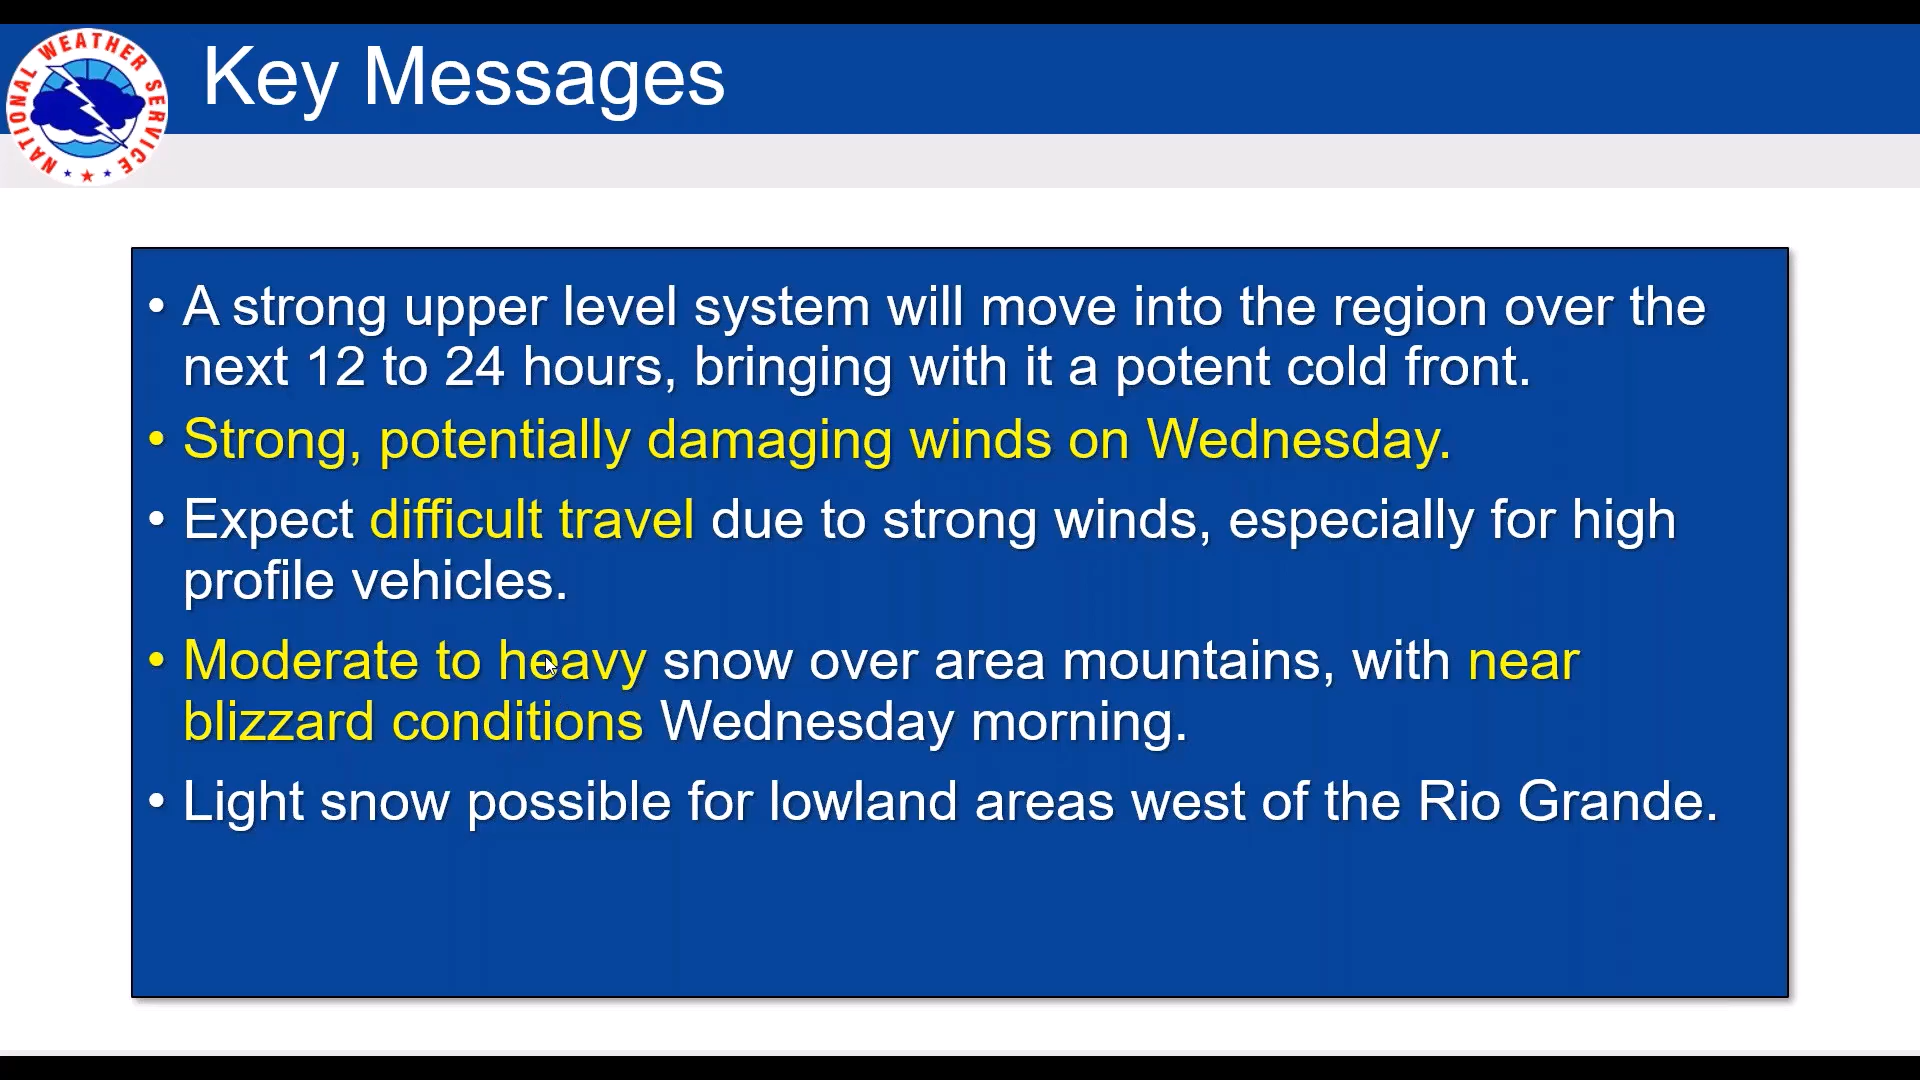 NATIONAL WEATHER SERVICE
Key Messages
• A strong upper level system will move into the region over the
next 12 to 24 hours, bringing with it a potent cold front.
• Strong, potentially damaging winds on Wednesday.
• Expect difficult travel due to strong winds, especially for high
profile vehicles.
• Moderate to heavy snow over area mountains, with near
blizzard conditions Wednesday morning.
• Light snow possible for lowland areas west of the Rio Grande.